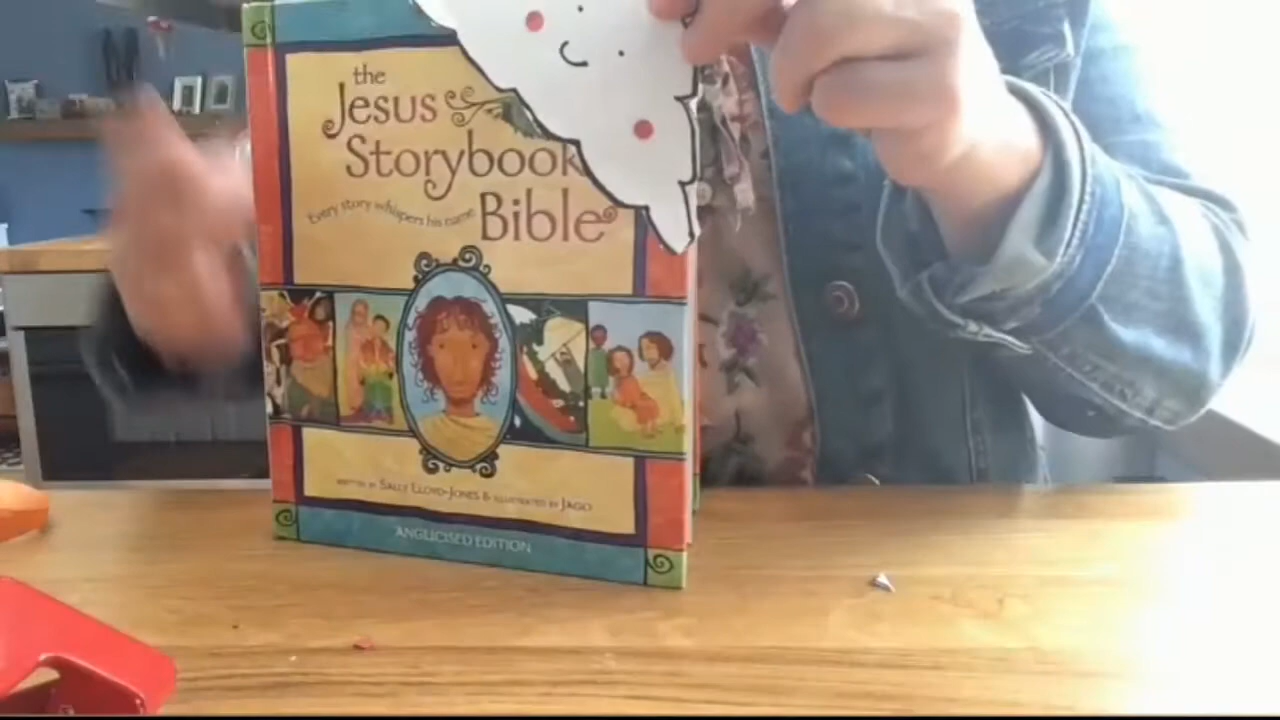 the
Jesus
Storybook
Every story whispers his name
Bible
WRITTEN BY SALLY LLOYD-JONES & ILLUSTRATED BY JAGO
ANGLICISED EDITION